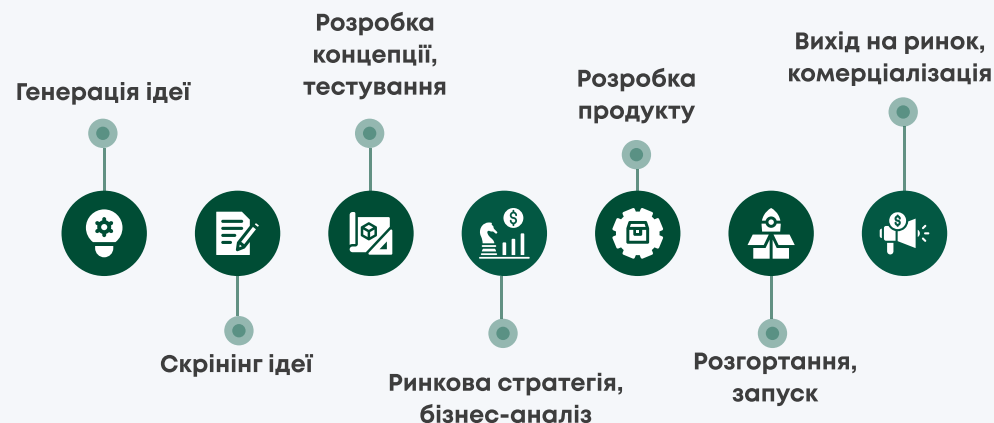 Генерація ідеї
Скрінінг ідеї
Розробка
концепції,
тестування
$
Ринкова стратегія,
бізнес-аналіз
Розробка
продукту
Розгортання,
запуск
$
Вихід на ринок,
комерціалізація